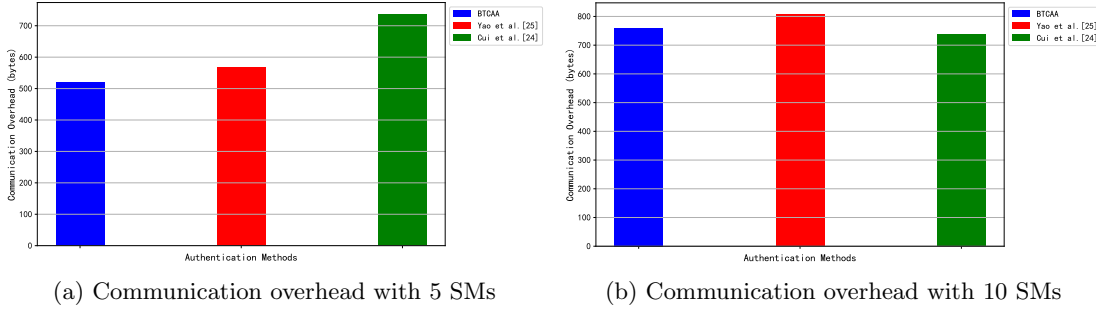 Communication Overhead (bytes)
700
600
500
400
300
200
100
0
Authentication Methods
BTCAA
Yao et al.[25]
Cui et al.[24]
(a) Communication overhead with 5 SMs
Communication Overhead (bytes)
800
700
600
500
400
300
200
100
0
Authentication Methods
BTCAA
Yao et al.[25]
Cui et al.[24]
(b) Communication overhead with 10 SMs